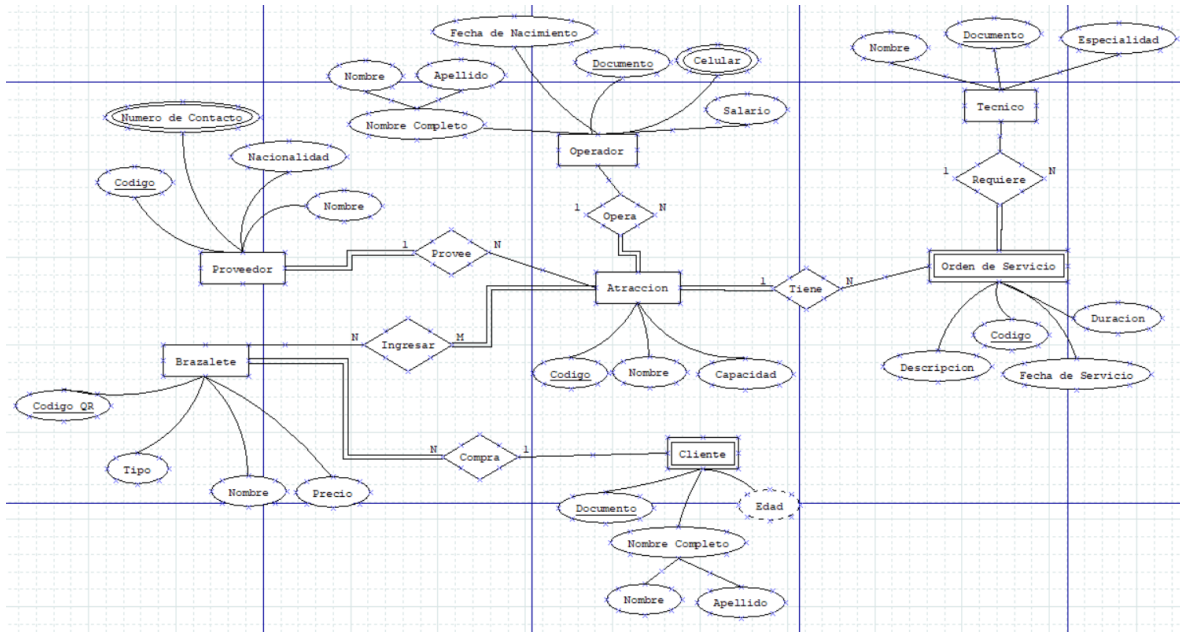 Fecha de Nacimiento
Documento
Celular
Nombre
Documento
Especialidad
Nombre
Apellido
Numero de Contacto
Nombre Completo
Salario
Tecnico
Operador
Nacionalidad
Codigo
Nombre
1
Requiere
N
1
Opera
N
Proveedor
1
Provee
N
Orden de Servicio
Atraccion
1
Tiene
N
N
Ingresar
M
Brazalete
Codigo
Duracion
Descripcion
Fecha de Servicio
Codigo
Nombre
Capacidad
Codigo QR
Tipo
Nombre
Precio
N
Compra
1
Cliente
Documento
Edad
Nombre Completo
Nombre
Apellido